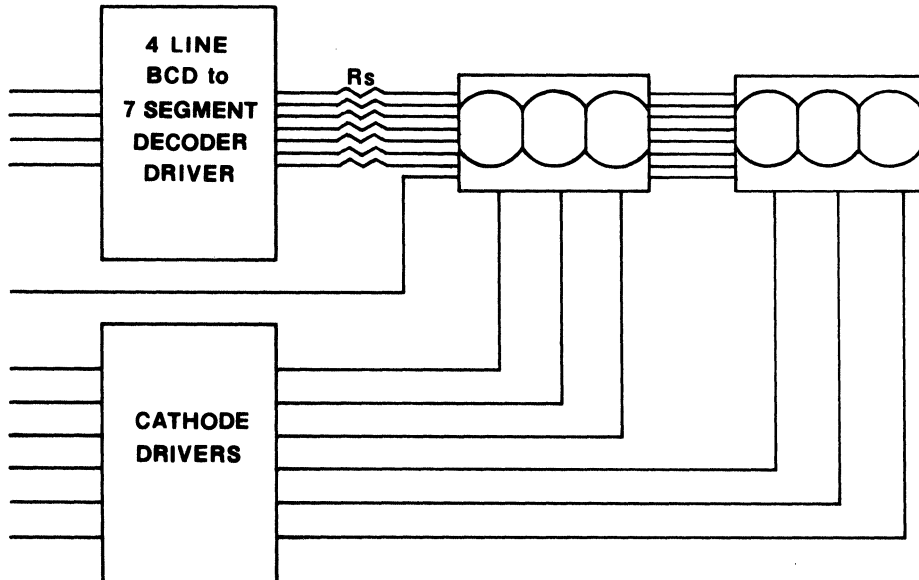 4 LINE
BCD to
7 SEGMENT
DECODER
DRIVER
Rs
CATHODE
DRIVERS